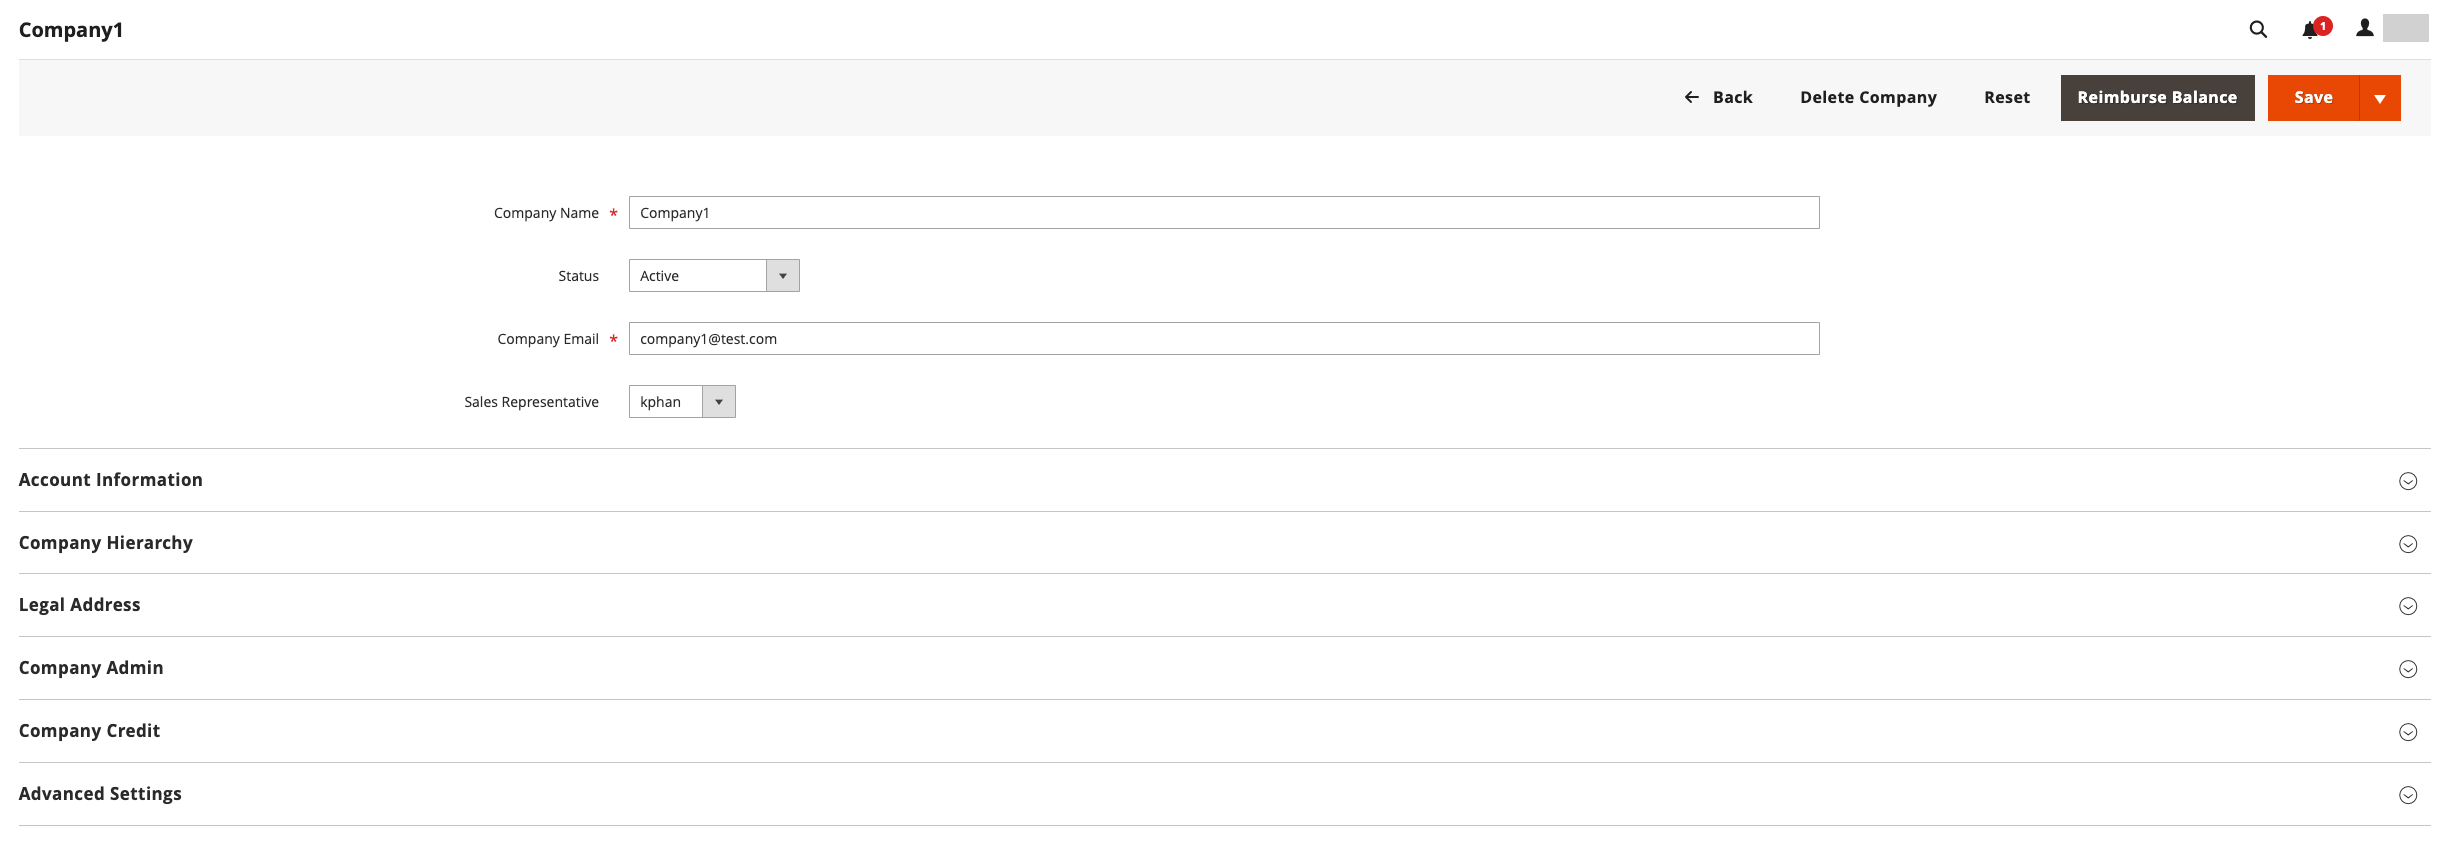 Company1
1
Back Delete Company Reset Reimburse Balance Save
Company Name * Company1
Status Active
Company Email * company1@test.com
Sales Representative kphan
Account Information
Company Hierarchy
Legal Address
Company Admin
Company Credit
Advanced Settings